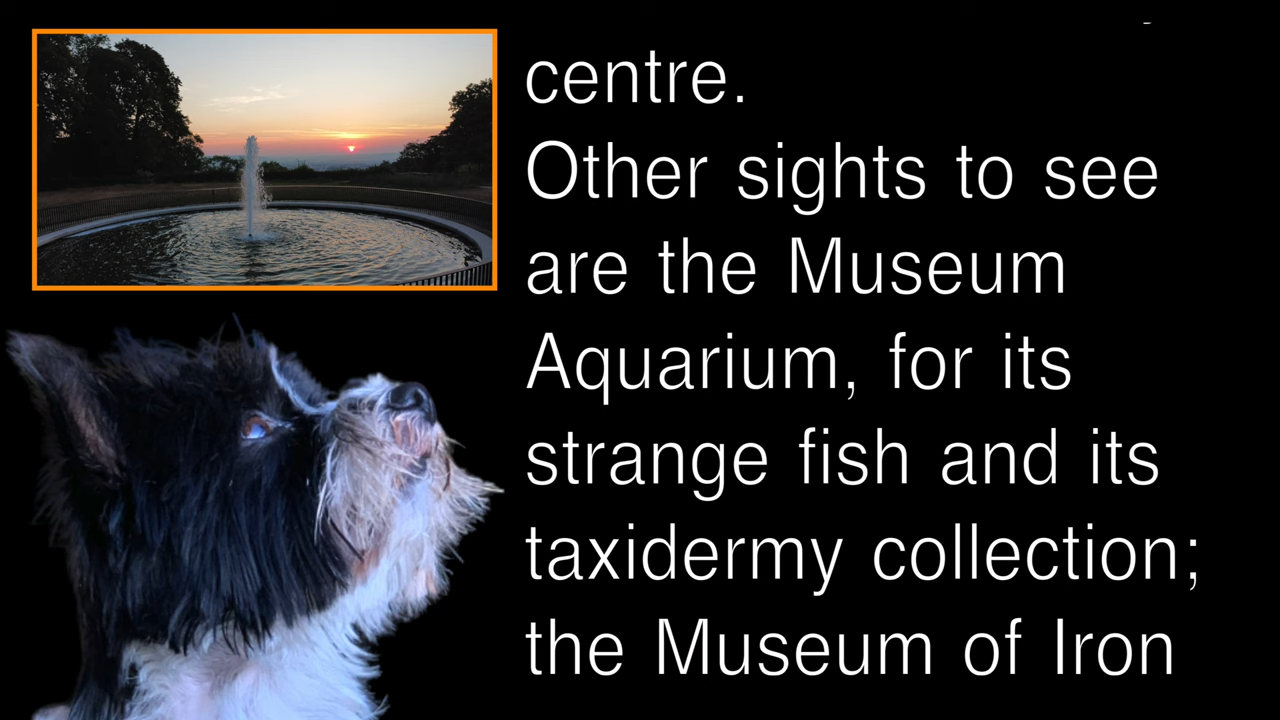 centre.
Other sights to see
are the Museum
Aquarium, for its
strange fish and its
taxidermy collection;
the Museum of Iron